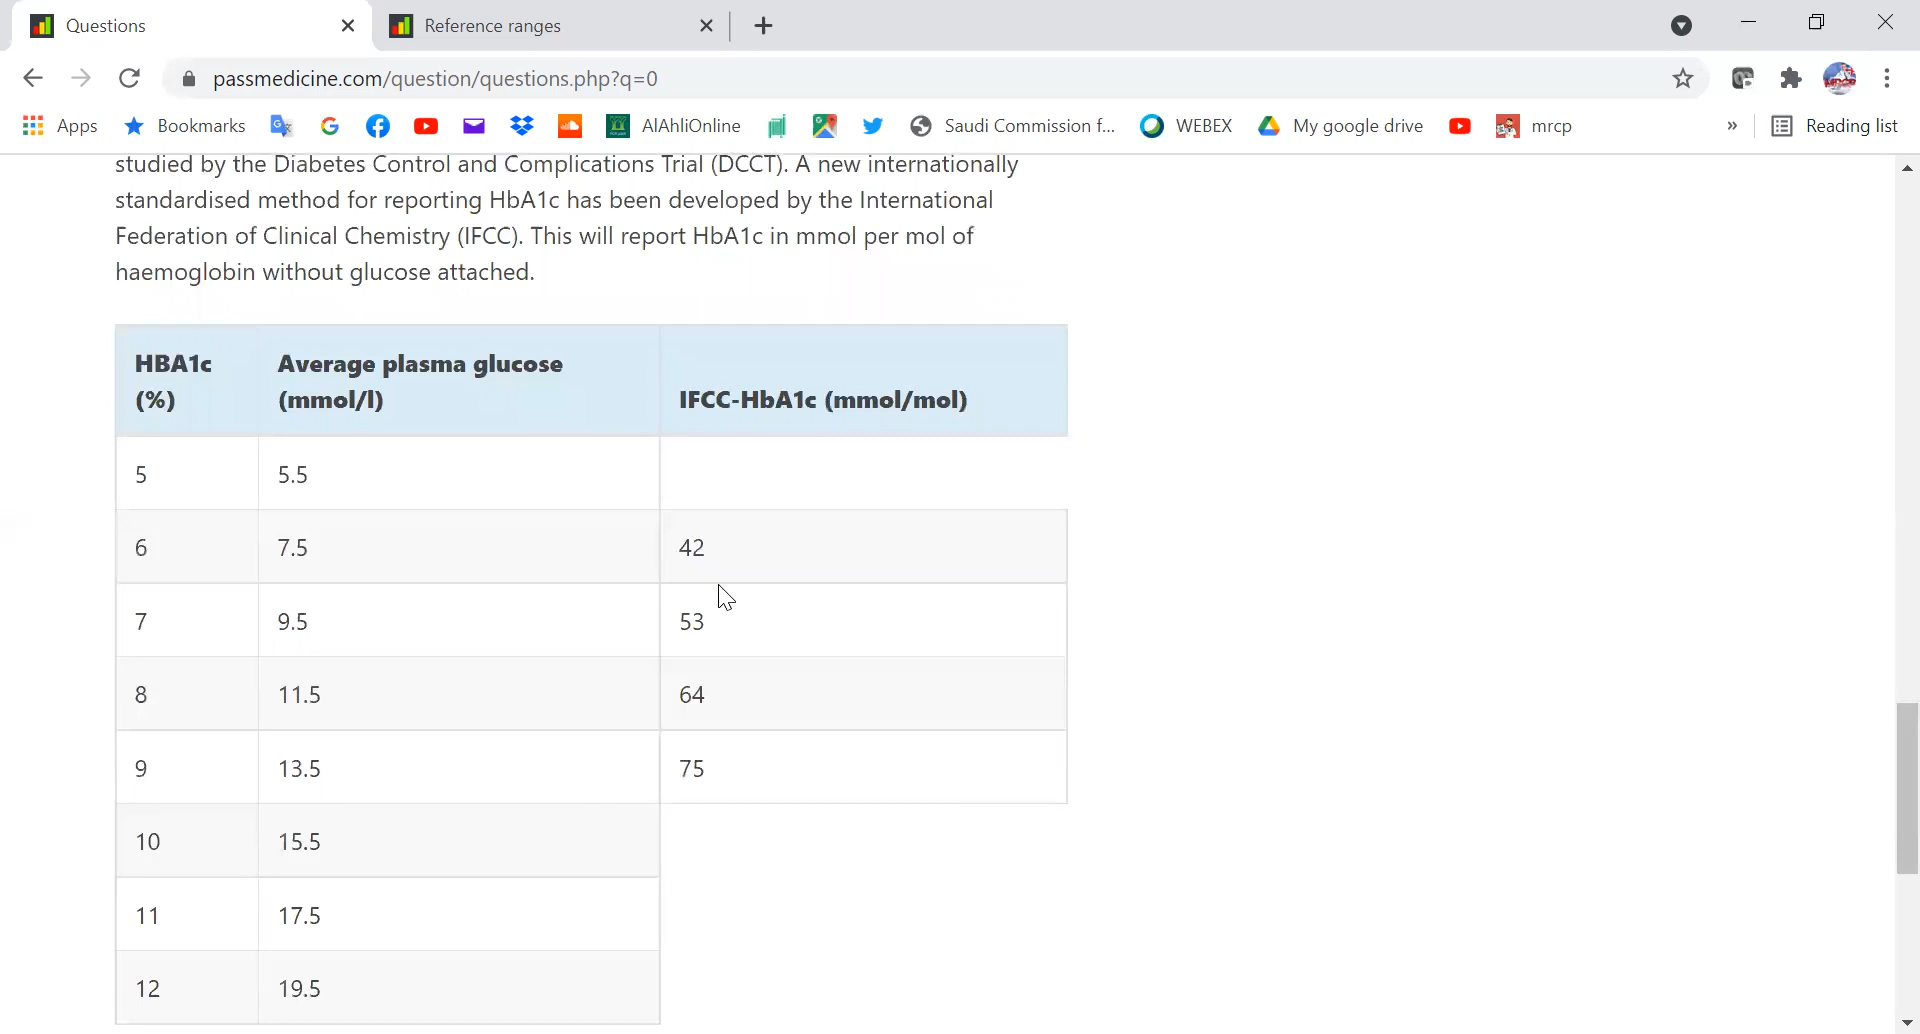 Questions
Reference ranges
passmedicine.com/question/questions.php?q=0
Apps Bookmarks AlAhliOnline Saudi Commission f... WEBEX My google drive mrcp » Reading list
studied by the Diabetes Control and Complications Trial (DCCT). A new internationally
standardised method for reporting HbA1c has been developed by the International
Federation of Clinical Chemistry (IFCC). This will report HbA1c in mmol per mol of
haemoglobin without glucose attached.
HBA1c (%) Average plasma glucose (mmol/l) IFCC-HbA1c (mmol/mol)
5 5.5
6 7.5 42
7 9.5 53
8 11.5 64
9 13.5 75
10 15.5
11 17.5
12 19.5